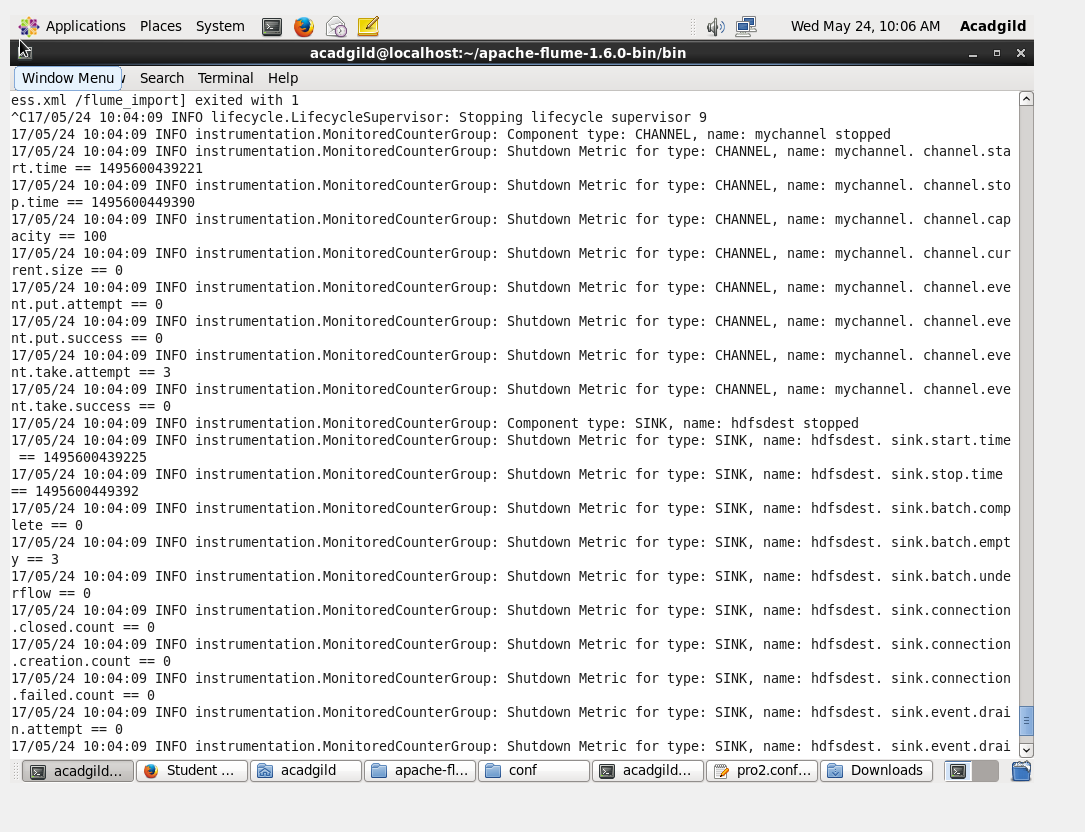 Applications Places System Wed May 24, 10:06 AM Acadgild
acadgild@localhost:~/apache-flume-1.6.0-bin/bin
Window Menu Search Terminal Help
ess.xml /flume_import] exited with 1
^C17/05/24 10:04:09 INFO lifecycle.LifecycleSupervisor: Stopping lifecycle supervisor 9
17/05/24 10:04:09 INFO instrumentation.MonitoredCounterGroup: Component type: CHANNEL, name: mychannel stopped
17/05/24 10:04:09 INFO instrumentation.MonitoredCounterGroup: Shutdown Metric for type: CHANNEL, name: mychannel. channel.sta
rt.time == 1495600439221
17/05/24 10:04:09 INFO instrumentation.MonitoredCounterGroup: Shutdown Metric for type: CHANNEL, name: mychannel. channel.sto
p.time == 1495600449390
17/05/24 10:04:09 INFO instrumentation.MonitoredCounterGroup: Shutdown Metric for type: CHANNEL, name: mychannel. channel.cap
acity == 100
17/05/24 10:04:09 INFO instrumentation.MonitoredCounterGroup: Shutdown Metric for type: CHANNEL, name: mychannel. channel.cur
rent.size == 0
17/05/24 10:04:09 INFO instrumentation.MonitoredCounterGroup: Shutdown Metric for type: CHANNEL, name: mychannel. channel.eve
nt.put.attempt == 0
17/05/24 10:04:09 INFO instrumentation.MonitoredCounterGroup: Shutdown Metric for type: CHANNEL, name: mychannel. channel.eve
nt.put.success == 0
17/05/24 10:04:09 INFO instrumentation.MonitoredCounterGroup: Shutdown Metric for type: CHANNEL, name: mychannel. channel.eve
nt.take.attempt == 3
17/05/24 10:04:09 INFO instrumentation.MonitoredCounterGroup: Shutdown Metric for type: CHANNEL, name: mychannel. channel.eve
nt.take.success == 0
17/05/24 10:04:09 INFO instrumentation.MonitoredCounterGroup: Component type: SINK, name: hdfsdest stopped
17/05/24 10:04:09 INFO instrumentation.MonitoredCounterGroup: Shutdown Metric for type: SINK, name: hdfsdest. sink.start.time
== 1495600439225
17/05/24 10:04:09 INFO instrumentation.MonitoredCounterGroup: Shutdown Metric for type: SINK, name: hdfsdest. sink.stop.time
== 1495600449392
17/05/24 10:04:09 INFO instrumentation.MonitoredCounterGroup: Shutdown Metric for type: SINK, name: hdfsdest. sink.batch.comp
lete == 0
17/05/24 10:04:09 INFO instrumentation.MonitoredCounterGroup: Shutdown Metric for type: SINK, name: hdfsdest. sink.batch.empt
y == 3
17/05/24 10:04:09 INFO instrumentation.MonitoredCounterGroup: Shutdown Metric for type: SINK, name: hdfsdest. sink.batch.unde
rflow == 0
17/05/24 10:04:09 INFO instrumentation.MonitoredCounterGroup: Shutdown Metric for type: SINK, name: hdfsdest. sink.connection
.closed.count == 0
17/05/24 10:04:09 INFO instrumentation.MonitoredCounterGroup: Shutdown Metric for type: SINK, name: hdfsdest. sink.connection
.creation.count == 0
17/05/24 10:04:09 INFO instrumentation.MonitoredCounterGroup: Shutdown Metric for type: SINK, name: hdfsdest. sink.connection
.failed.count == 0
17/05/24 10:04:09 INFO instrumentation.MonitoredCounterGroup: Shutdown Metric for type: SINK, name: hdfsdest. sink.event.drai
n.attempt == 0
17/05/24 10:04:09 INFO instrumentation.MonitoredCounterGroup: Shutdown Metric for type: SINK, name: hdfsdest. sink.event.drai
acadgild... Student ... acadgild apache-fl... conf acadgild... pro2.conf... Downloads